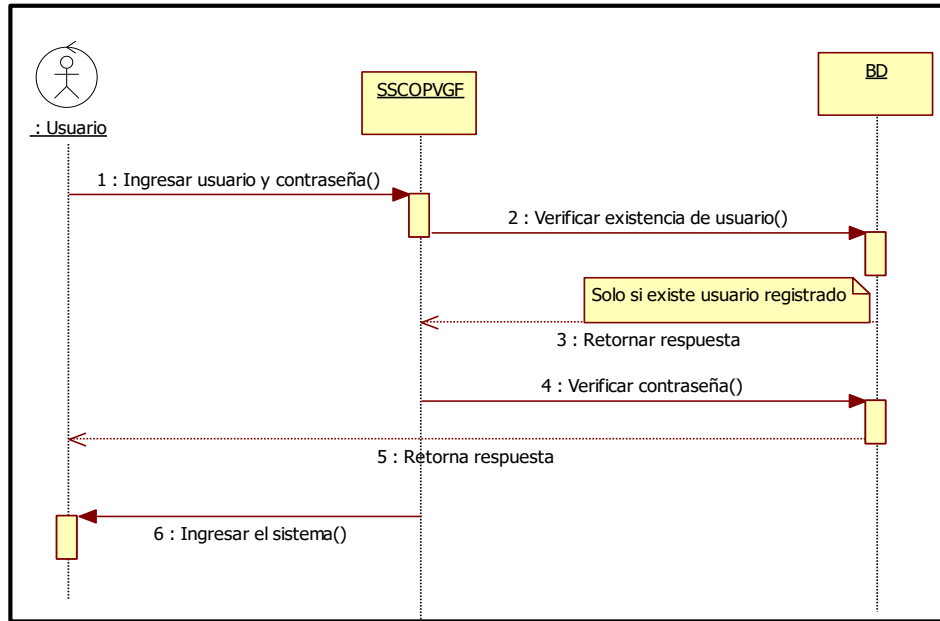 BD
SSCOPVGF
: Usuario
1 : Ingresar usuario y contraseña()
2 : Verificar existencia de usuario()
Solo si existe usuario registrado
3 : Retornar respuesta
4 : Verificar contraseña()
5 : Retorna respuesta
6 : Ingresar el sistema()